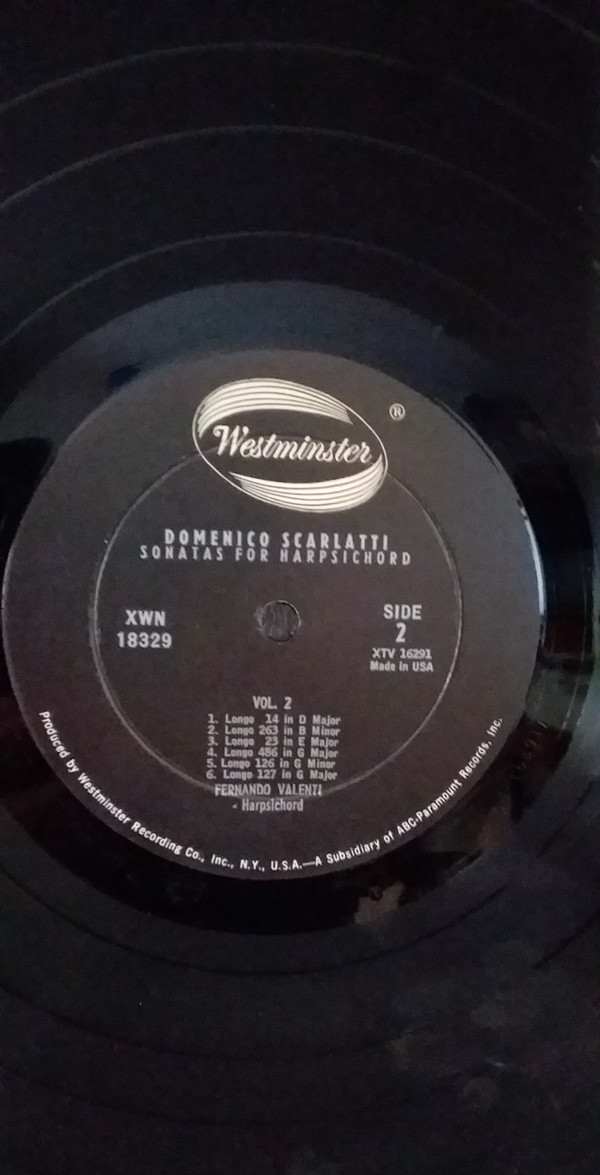 Westminster
®
DOMENICO SCARLATTI
SONATAS FOR HARPSICHORD
XWN
18329
SIDE
2
XTV 16291
Made in USA
VOL. 2
1. Longo 14 in D Major
2. Longo 263 in B Minor
3. Longo 23 in E Major
4. Longo 486 in G Major
5. Longo 126 in G Minor
6. Longo 127 in G Major
FERNANDO VALENTI
- Harpsichord
Produced by Westminster Recording Co., Inc., N.Y., U.S.A.—A Subsidiary of ABC-Paramount Records, Inc.